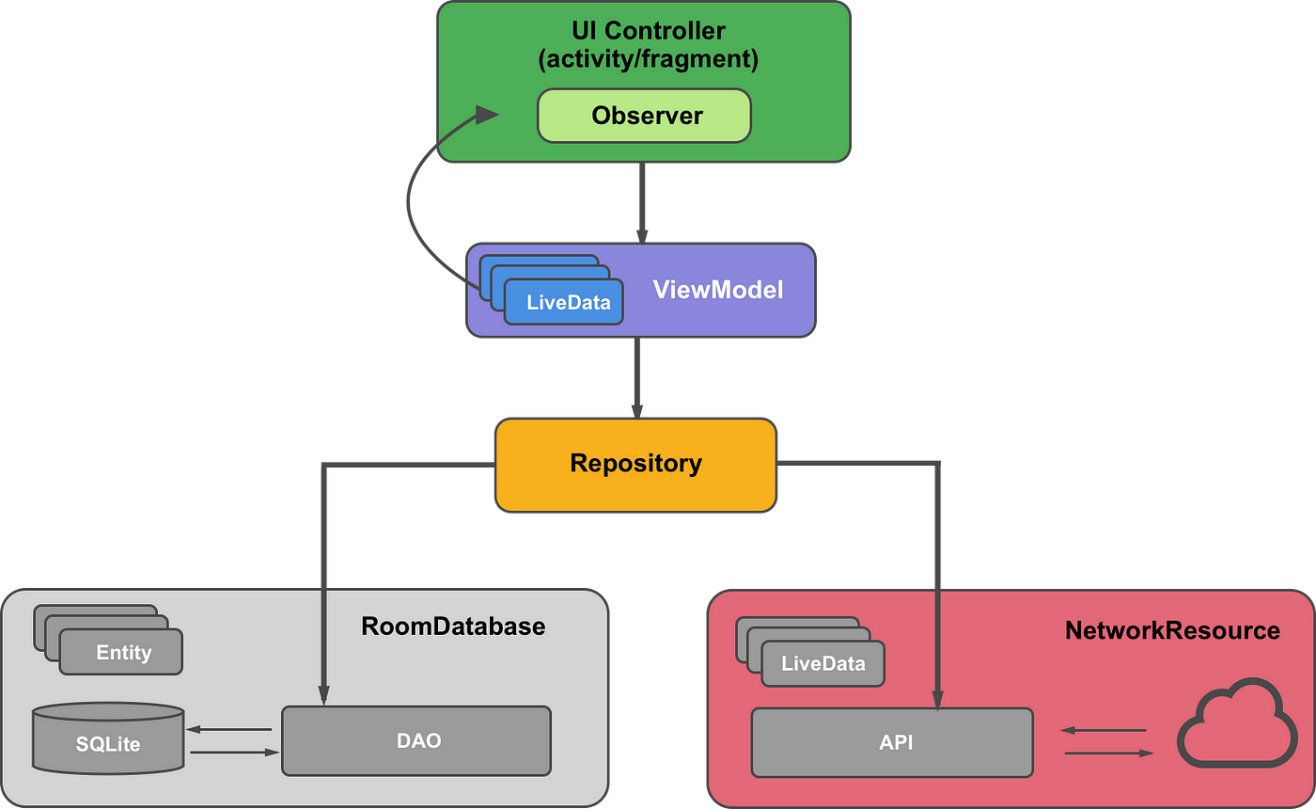 UI Controller
(activity/fragment)
Observer
LiveData
ViewModel
Repository
RoomDatabase
Entity
SQLite
DAO
NetworkResource
LiveData
API